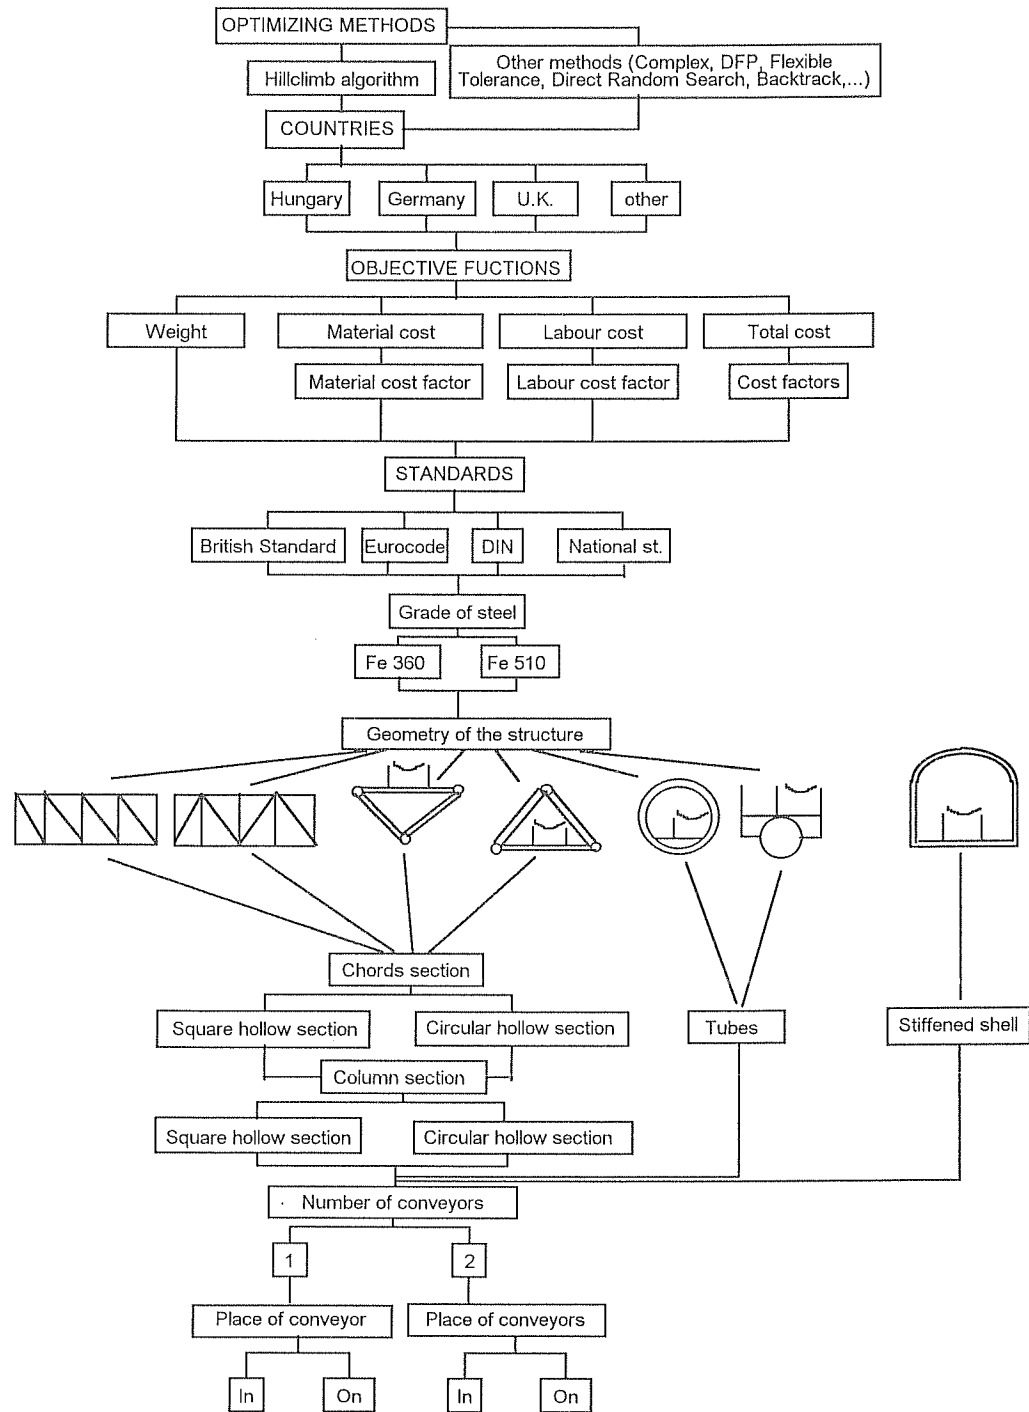 OPTIMIZING METHODS
Hillclimb algorithm
Other methods (Complex, DFP, Flexible
Tolerance, Direct Random Search, Backtrack,...)
COUNTRIES
Hungary
Germany
U.K.
other
OBJECTIVE FUCTIONS
Weight
Material cost
Labour cost
Total cost
Material cost factor
Labour cost factor
Cost factors
STANDARDS
British Standard
Eurocode
DIN
National st.
Grade of steel
Fe 360
Fe 510
Geometry of the structure
Chords section
Square hollow section
Circular hollow section
Tubes
Stiffened shell
Column section
Square hollow section
Circular hollow section
Number of conveyors
1
2
Place of conveyor
Place of conveyors
In
On
In
On